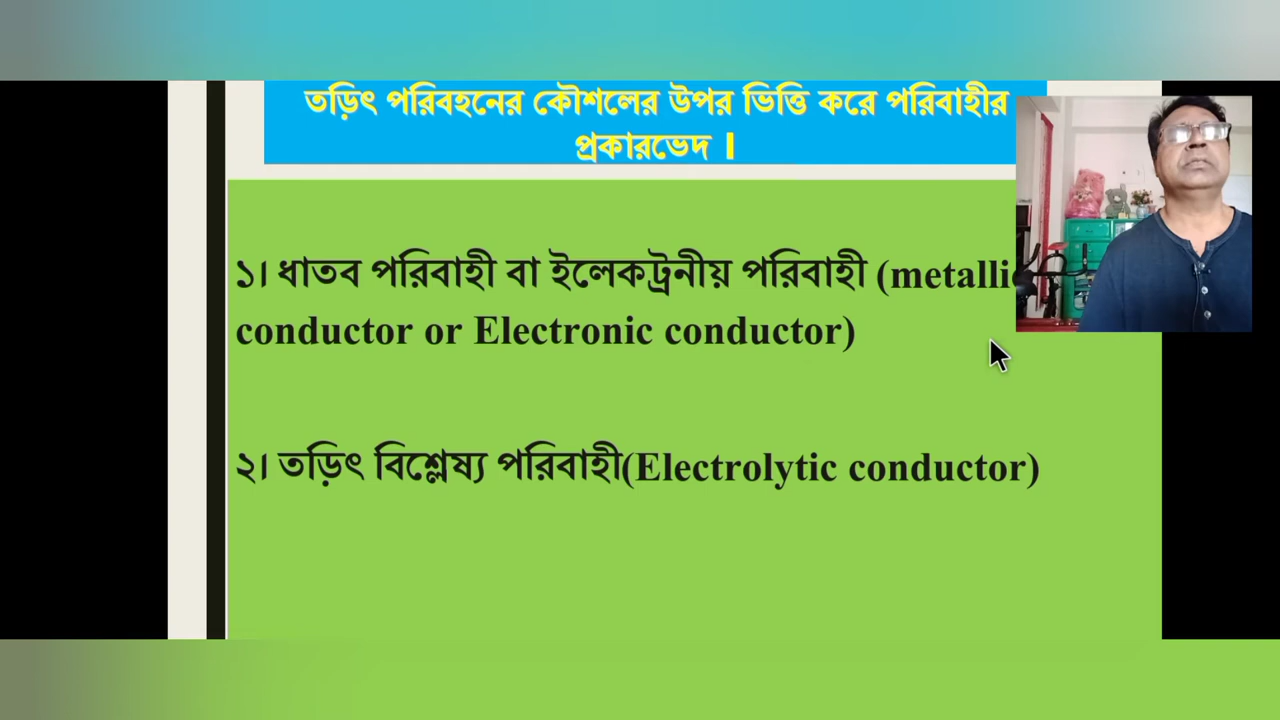 তড়িৎ পরিবহনের কৌশলের উপর ভিত্তি করে পরিবাহীর
প্রকারভেদ ।
১। ধাতব পরিবাহী বা ইলেকট্রনীয় পরিবাহী (metallic
conductor or Electronic conductor)
২। তড়িৎ বিশ্লেষ্য পরিবাহী(Electrolytic conductor)